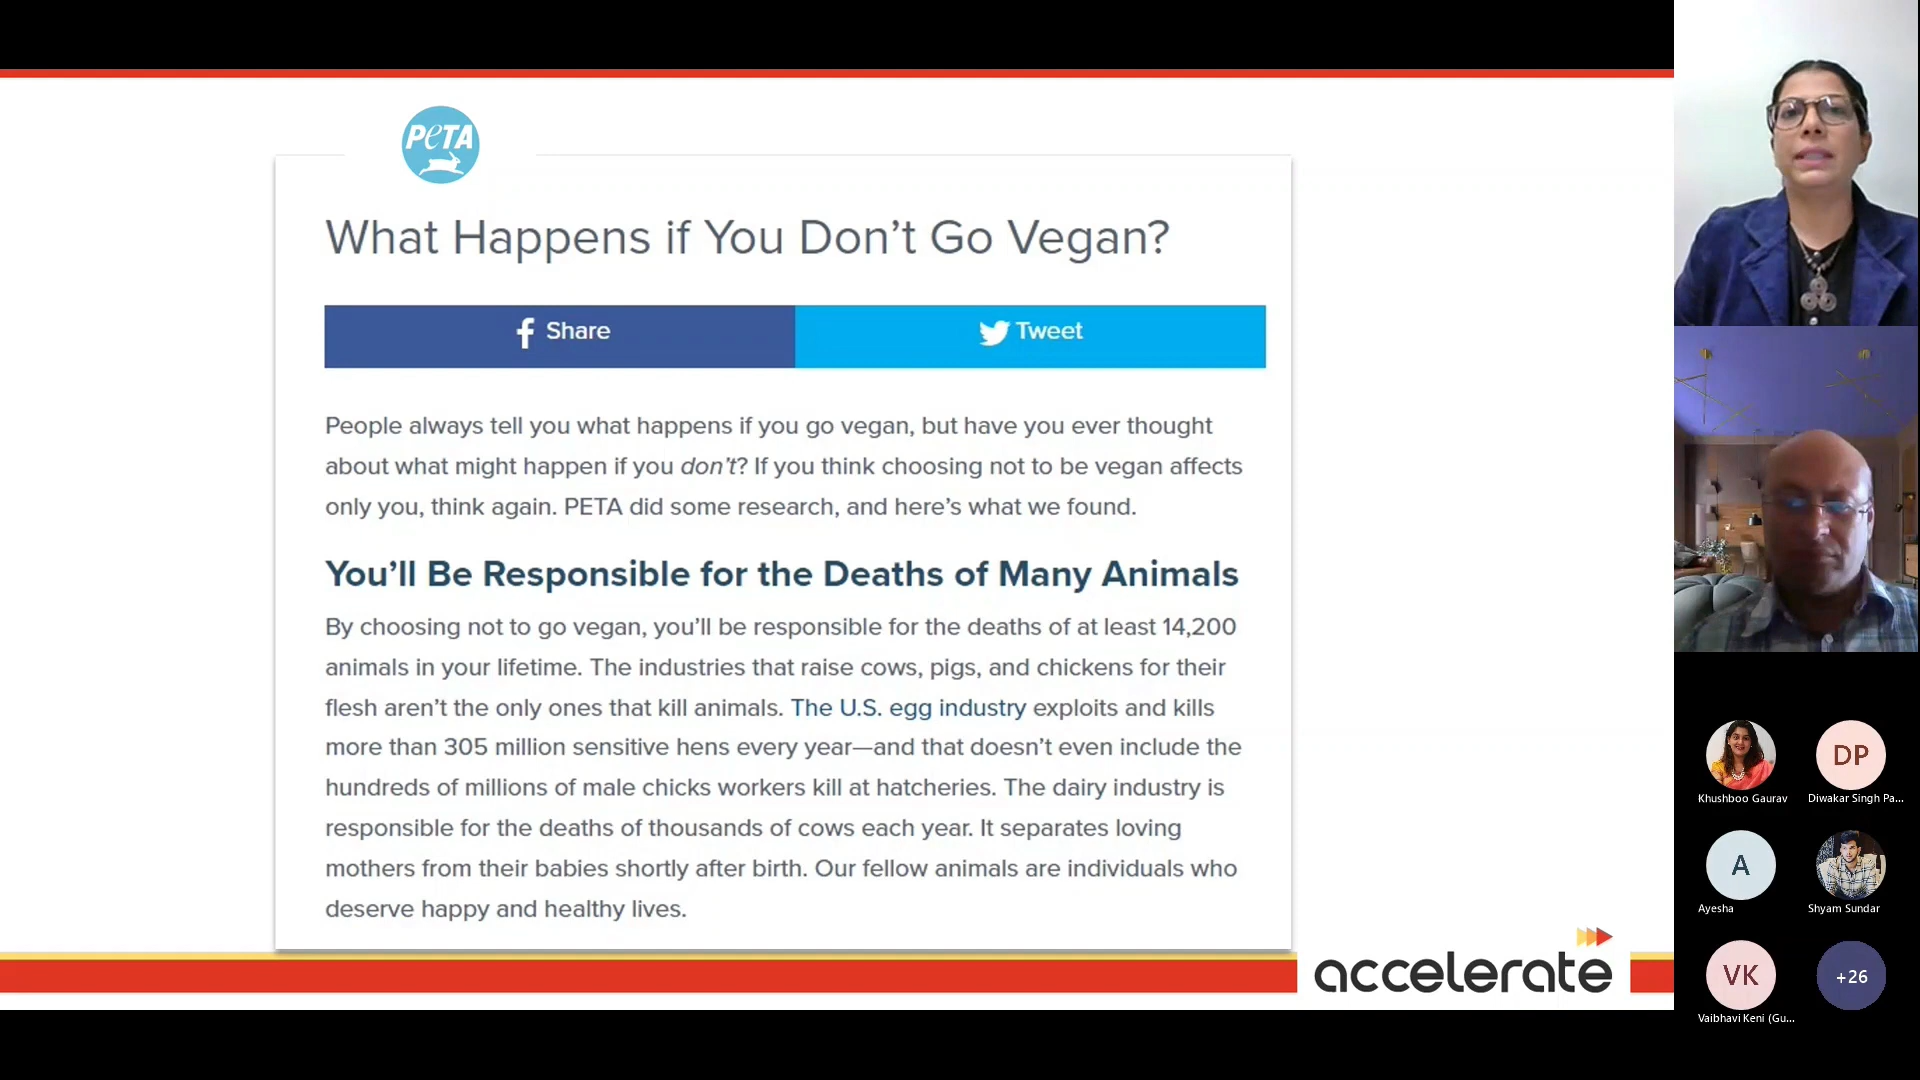 PETA
What Happens if You Don't Go Vegan?
Share
Tweet
People always tell you what happens if you go vegan, but have you ever thought
about what might happen if you don't? If you think choosing not to be vegan affects
only you, think again. PETA did some research, and here's what we found.
You'll Be Responsible for the Deaths of Many Animals
By choosing not to go vegan, you'll be responsible for the deaths of at least 14,200
animals in your lifetime. The industries that raise cows, pigs, and chickens for their
flesh aren't the only ones that kill animals. The U.S. egg industry exploits and kills
more than 305 million sensitive hens every year—and that doesn't even include the
hundreds of millions of male chicks workers kill at hatcheries. The dairy industry is
responsible for the deaths of thousands of cows each year. It separates loving
mothers from their babies shortly after birth. Our fellow animals are individuals who
deserve happy and healthy lives.
accelerate
Khushboo Gaurav
DP
Diwakar Singh Pa...
A
Ayesha
Shyam Sundar
VK
Vaibhavi Keni (Gu...
+26